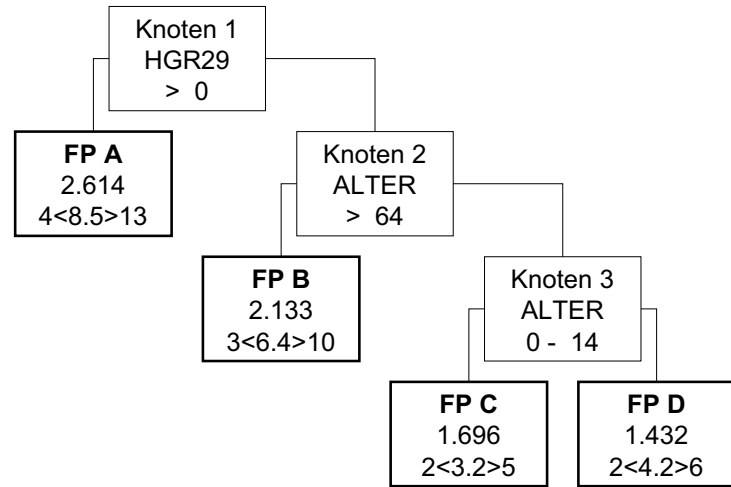 Knoten 1
HGR29
> 0
FP A
2.614
4<8.5>13
Knoten 2
ALTER
> 64
FP B
2.133
3<6.4>10
Knoten 3
ALTER
0 - 14
FP C
1.696
2<3.2>5
FP D
1.432
2<4.2>6